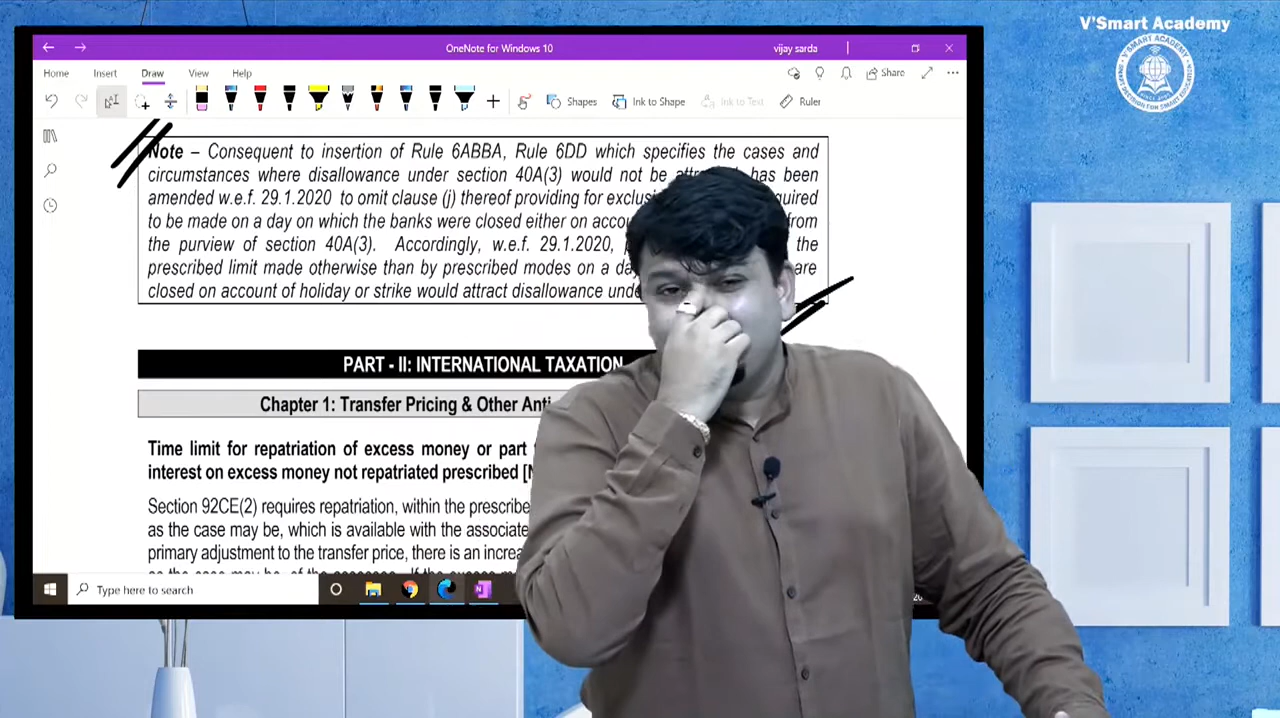 V'Smart Academy
OneNote for Windows 10
vijay sarda
Home Insert Draw View Help
Share
Shapes Ink to Shape Ink to Text Ruler
Note – Consequent to insertion of Rule 6ABBA, Rule 6DD which specifies the cases and
circumstances where disallowance under section 40A(3) would not be has been
amended w.e.f. 29.1.2020 to omit clause (j) thereof providing for
to be made on a day on which the banks were closed either on from
the purview of section 40A(3). Accordingly, w.e.f. 29.1.2020, the
prescribed limit made otherwise than by prescribed modes on a are
closed on account of holiday or strike would attract disallowance
PART - II: INTERNATIONAL TAXATION
Chapter 1: Transfer Pricing & Other
Time limit for repatriation of excess money or part
interest on excess money not repatriated prescribed
Section 92CE(2) requires repatriation, within the
as the case may be, which is available with the
primary adjustment to the transfer price, there is an
Type here to search